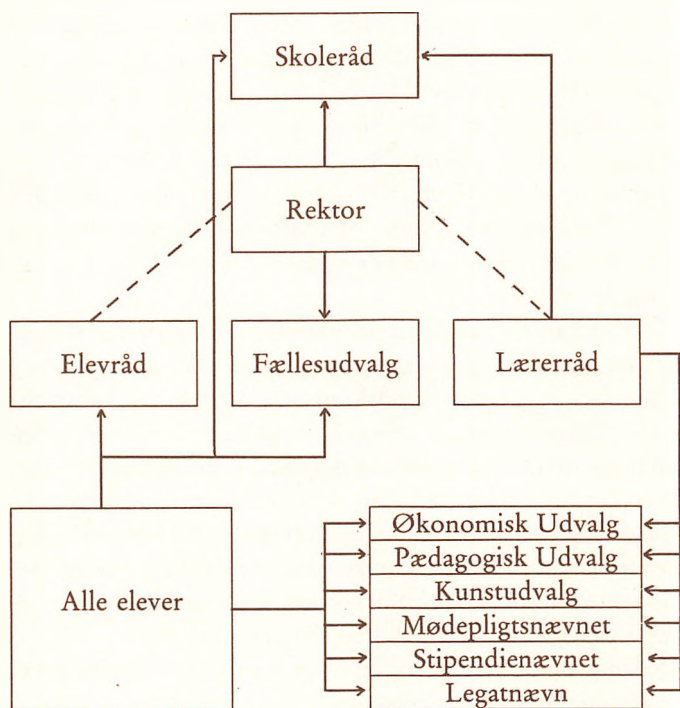 Skoleråd
Rektor
Elevråd
Fællesudvalg
Lærerråd
Alle elever
Økonomisk Udvalg
Pædagogisk Udvalg
Kunstudvalg
Mødepligtsnævnet
Stipendienævnet
Legatnævn